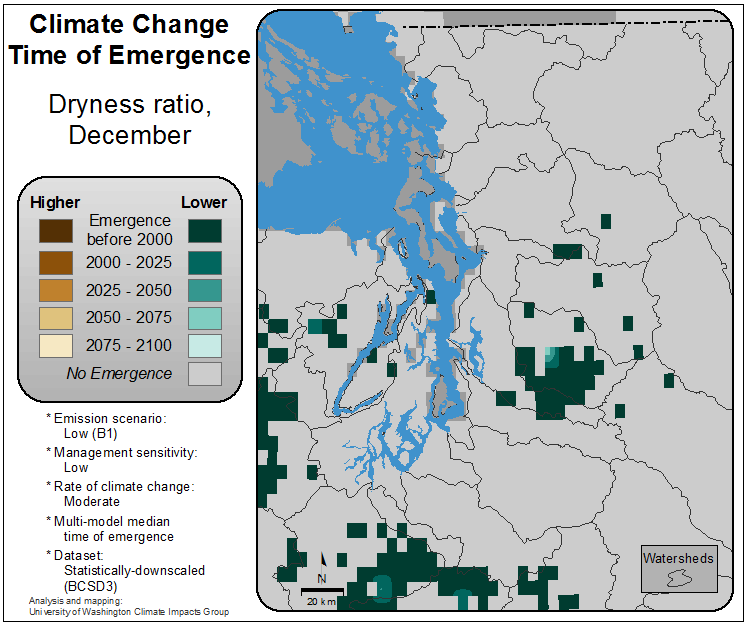 Climate Change
Time of Emergence
Dryness ratio,
December
Higher
Lower
Emergence
before 2000
2000 - 2025
2025 - 2050
2050 - 2075
2075 - 2100
No Emergence
* Emission scenario:
Low (B1)
* Management sensitivity:
Low
* Rate of climate change:
Moderate
* Multi-model median
time of emergence
* Dataset:
Statistically-downscaled
(BCSD3)
Analysis and mapping:
University of Washington Climate Impacts Group
N
20 km
Watersheds